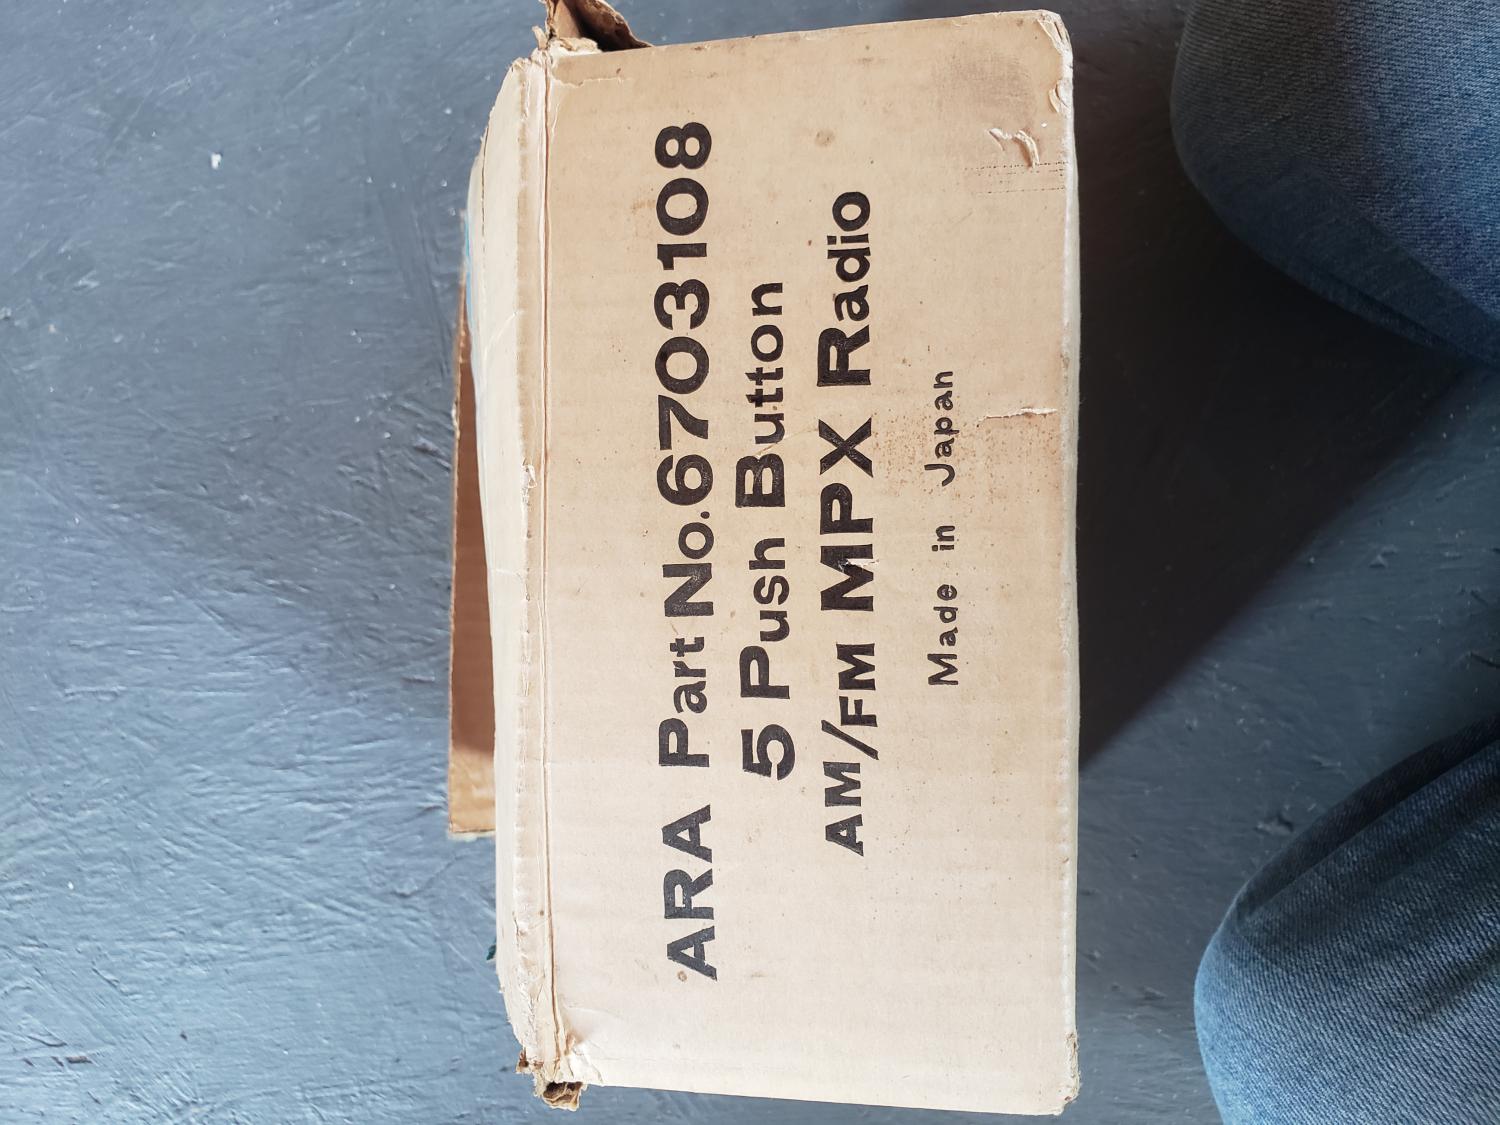 ARA Part No. 6703108
5 Push Button
AM/FM MPX Radio
Made in Japan